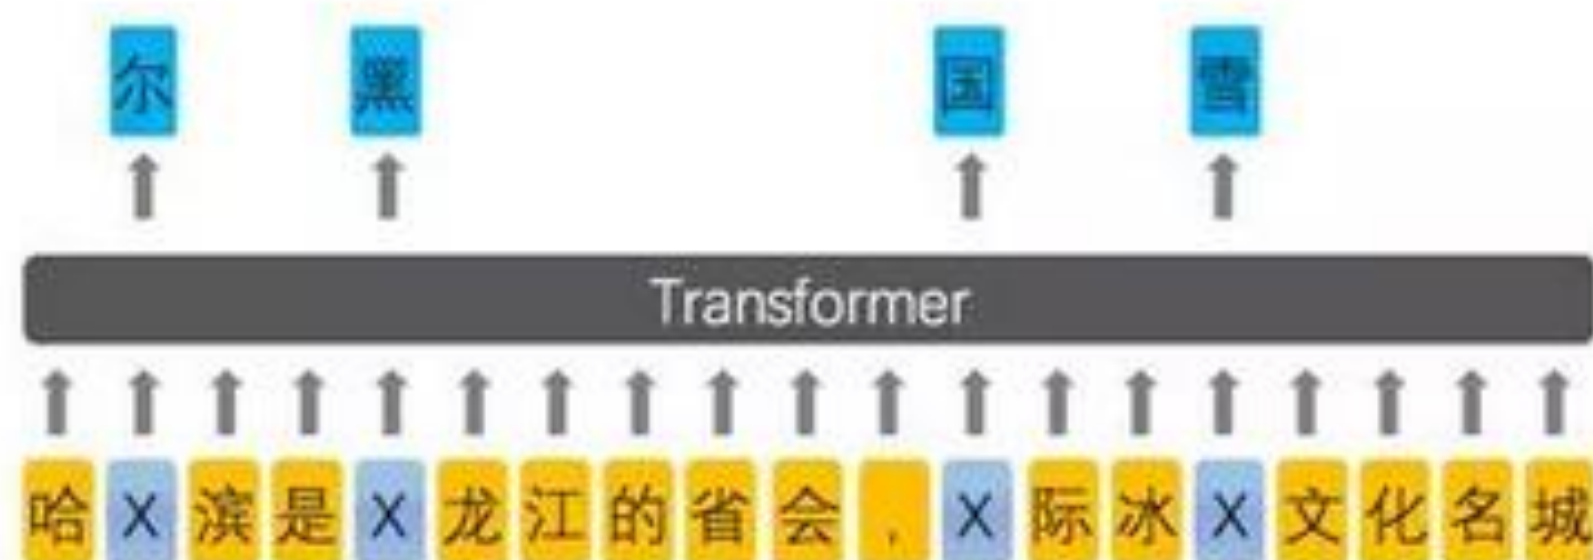 尔 黑 国 雪
Transformer
哈 X 滨 是 X 龙 江 的 省 会 , X 际 冰 X 文 化 名 城